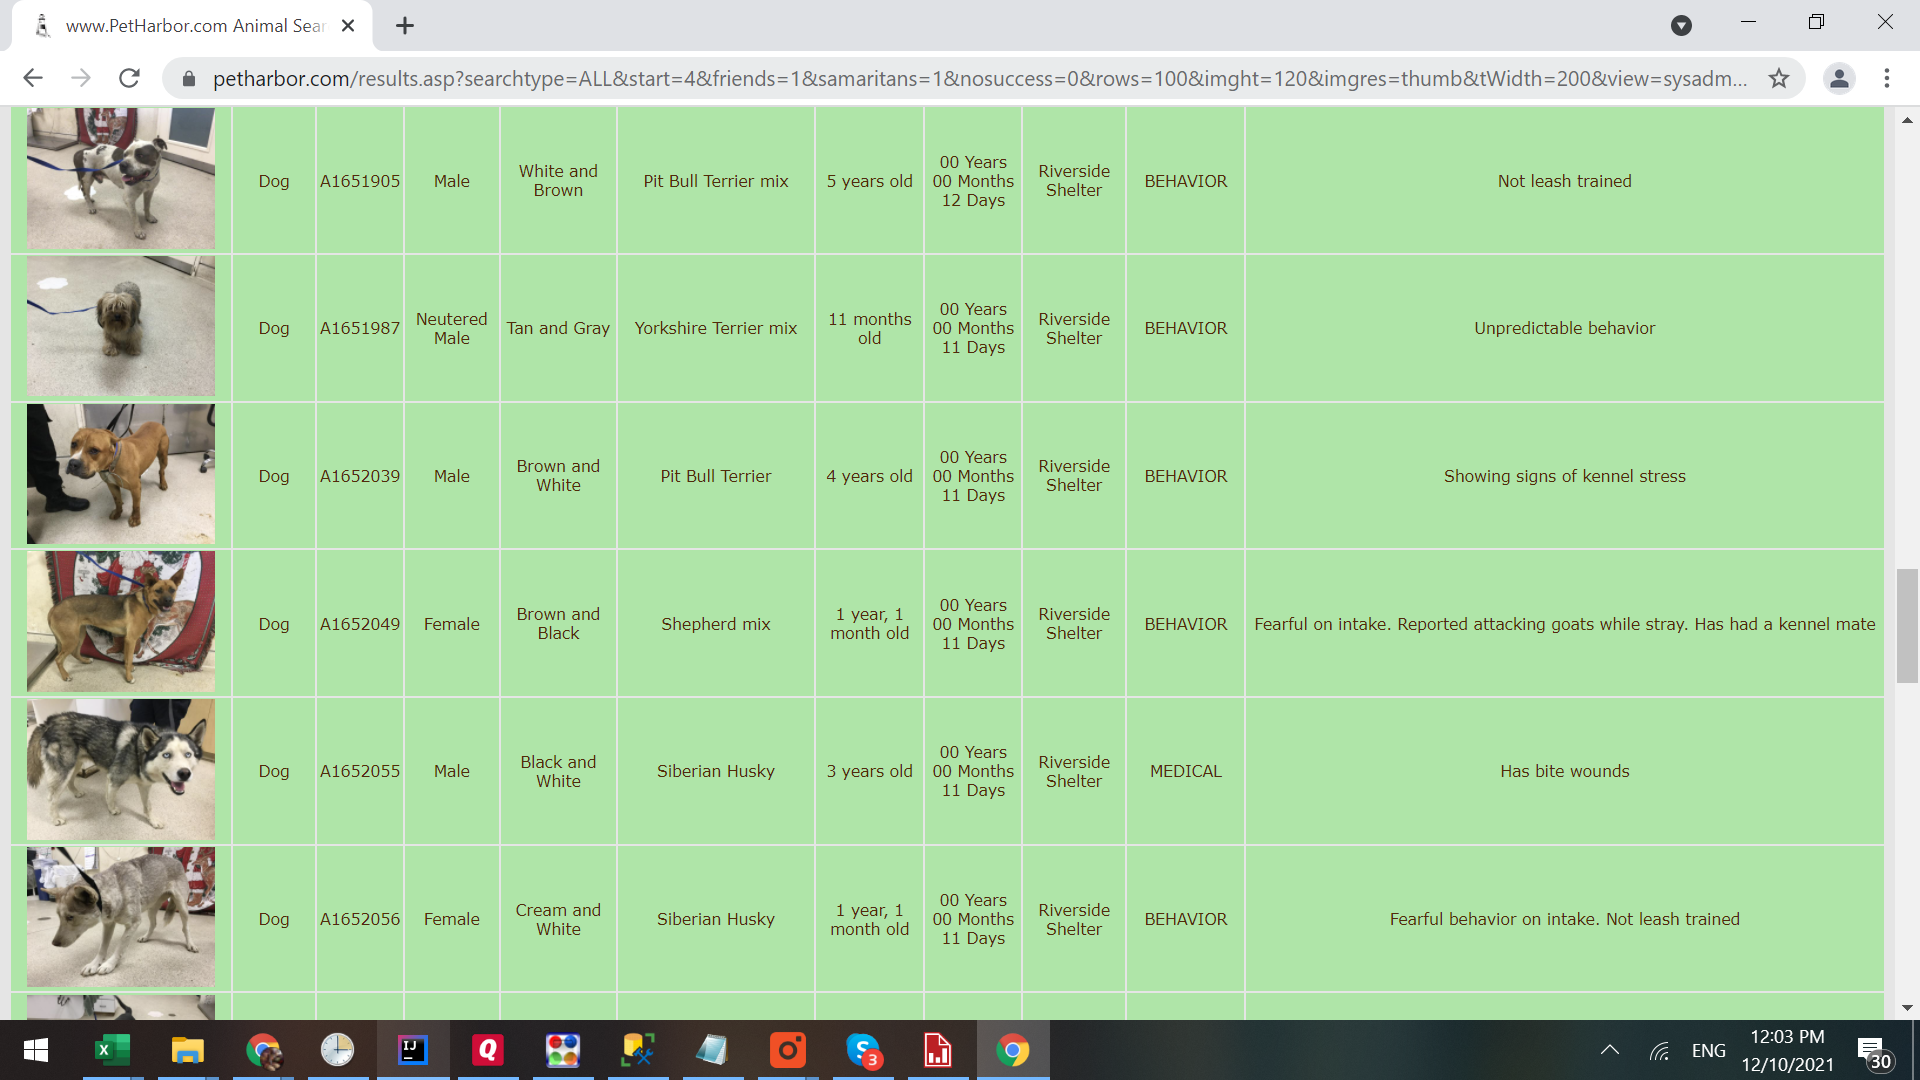 www.PetHarbor.com Animal Sear
petharbor.com/results.asp?searchtype=ALL&start=4&friends=1&samaritans=1&nosuccess=0&rows=100&imght=120&imgres=thumb&tWidth=200&view=sysadm...
Dog
A1651905
Male
White and
Brown
Pit Bull Terrier mix
5 years old
00 Years
00 Months
12 Days
Riverside
Shelter
BEHAVIOR
Not leash trained
Dog
A1651987
Neutered
Male
Tan and Gray
Yorkshire Terrier mix
11 months
old
00 Years
00 Months
11 Days
Riverside
Shelter
BEHAVIOR
Unpredictable behavior
Dog
A1652039
Male
Brown and
White
Pit Bull Terrier
4 years old
00 Years
00 Months
11 Days
Riverside
Shelter
BEHAVIOR
Showing signs of kennel stress
Dog
A1652049
Female
Brown and
Black
Shepherd mix
1 year, 1
month old
00 Years
00 Months
11 Days
Riverside
Shelter
BEHAVIOR
Fearful on intake. Reported attacking goats while stray. Has had a kennel mate
Dog
A1652055
Male
Black and
White
Siberian Husky
3 years old
00 Years
00 Months
11 Days
Riverside
Shelter
MEDICAL
Has bite wounds
Dog
A1652056
Female
Cream and
White
Siberian Husky
1 year, 1
month old
00 Years
00 Months
11 Days
Riverside
Shelter
BEHAVIOR
Fearful behavior on intake. Not leash trained
X
IJ
Q
S
3
ENG
12:03 PM
12/10/2021
30